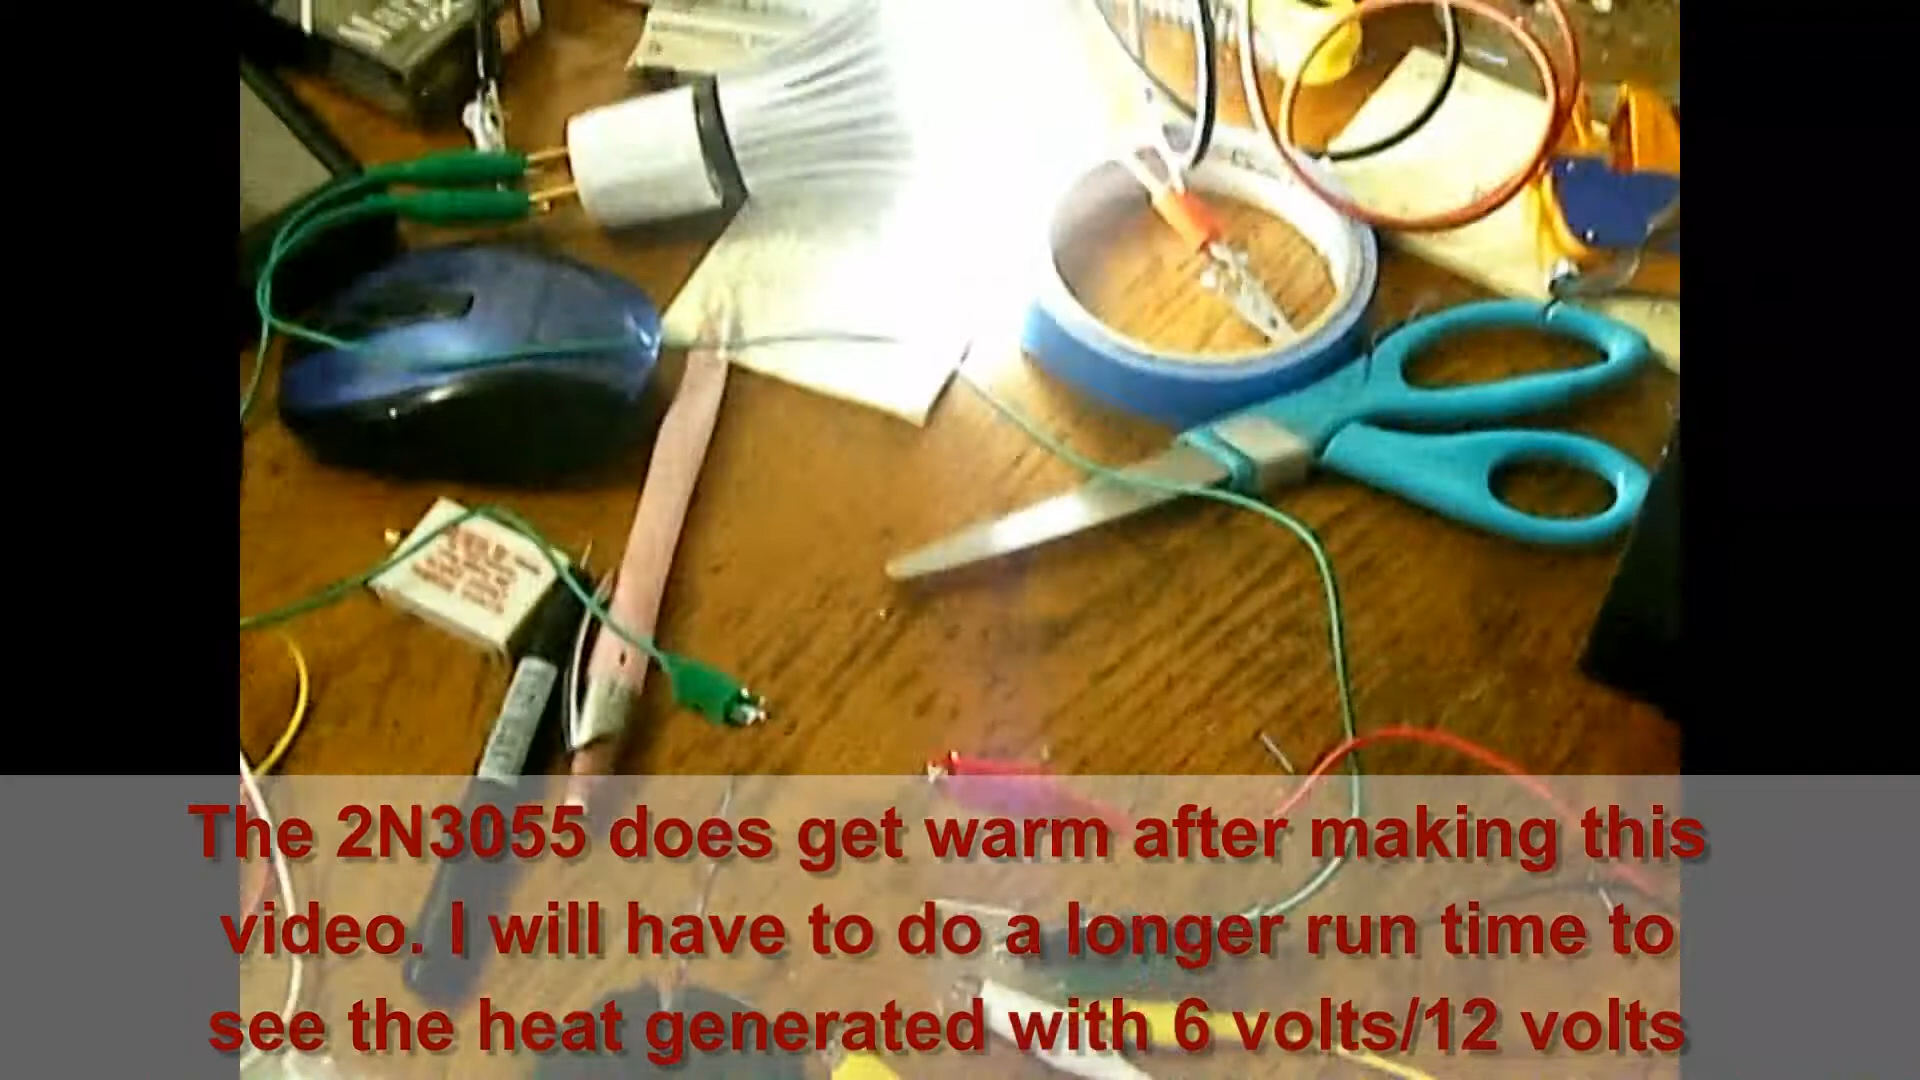 The 2N3055 does get warm after making this
video. I will have to do a longer run time to
see the heat generated with 6 volts/12 volts